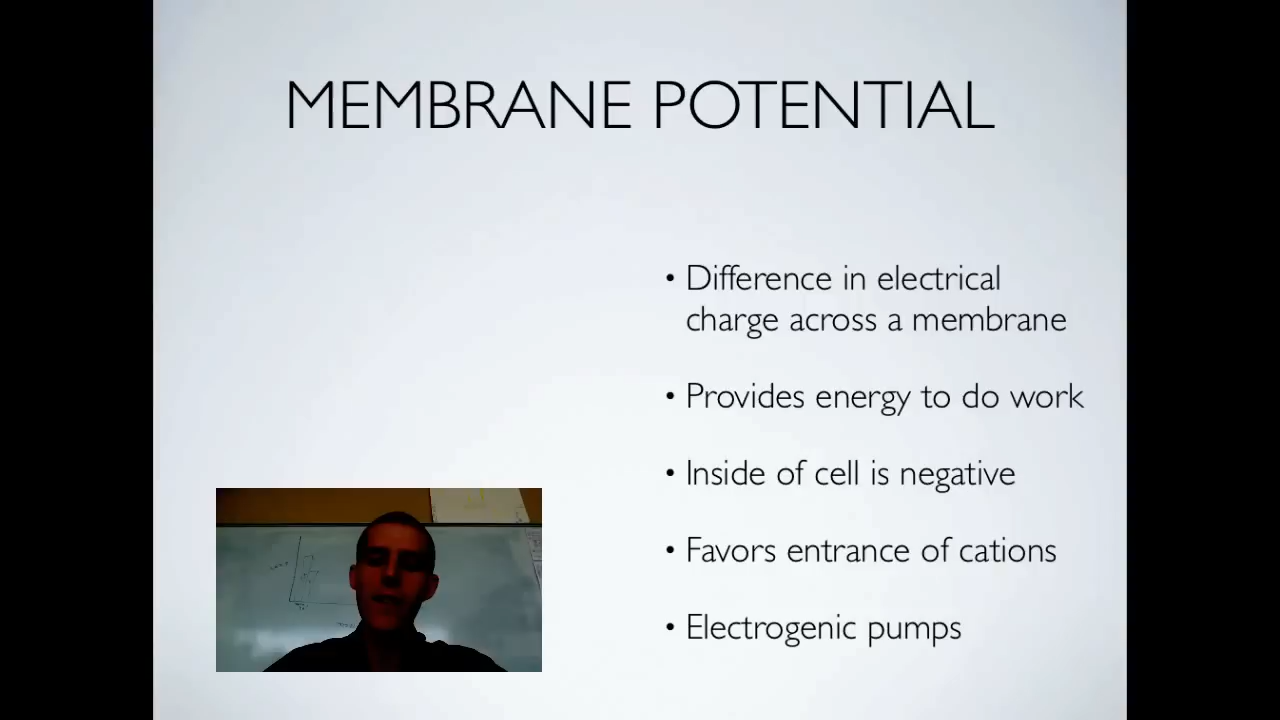 MEMBRANE POTENTIAL
• Difference in electrical
charge across a membrane
• Provides energy to do work
• Inside of cell is negative
• Favors entrance of cations
• Electrogenic pumps